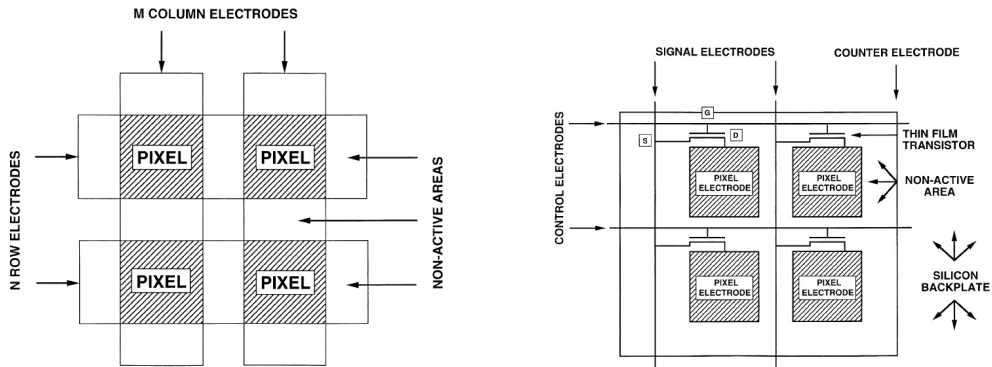 M COLUMN ELECTRODES
N ROW ELECTRODES
PIXEL
PIXEL
PIXEL
PIXEL
NON-ACTIVE AREAS
SIGNAL ELECTRODES
COUNTER ELECTRODE
CONTROL ELECTRODES
G
S
D
THIN FILM
TRANSISTOR
PIXEL
ELECTRODE
PIXEL
ELECTRODE
NON-ACTIVE
AREA
PIXEL
ELECTRODE
PIXEL
ELECTRODE
SILICON
BACKPLATE